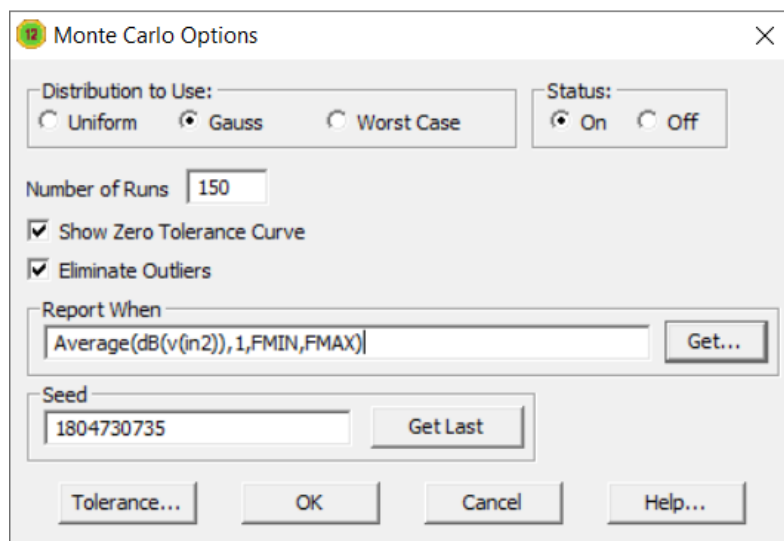 12 Monte Carlo Options
Distribution to Use:
Uniform Gauss Worst Case
Status:
On Off
Number of Runs 150
Show Zero Tolerance Curve
Eliminate Outliers
Report When
Average(dB(v(in2)),1,FMIN,FMAX)
Get...
Seed
1804730735
Get Last
Tolerance... OK Cancel Help...